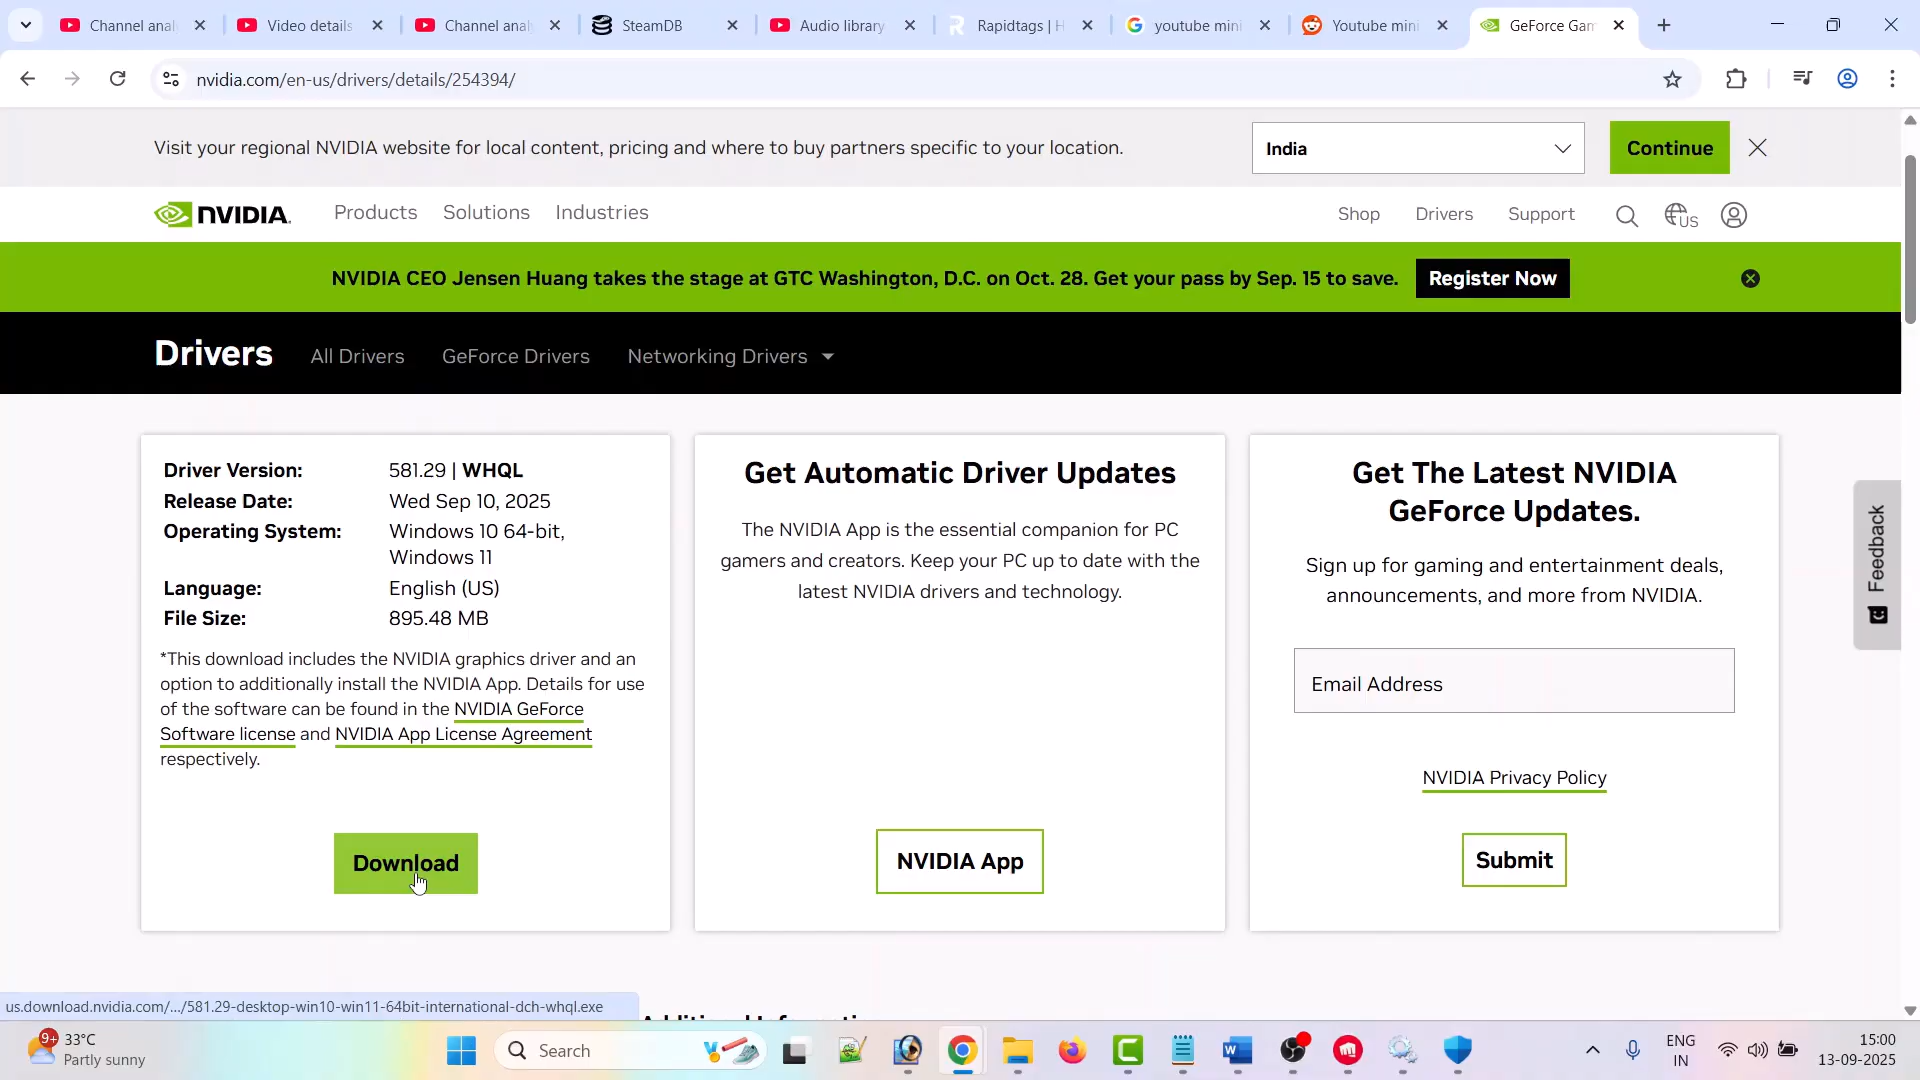 Channel anal
Video details
Channel analy
SteamDB
Audio library
Rapidtags | H
youtube mini
Youtube mini
GeForce Gam
nvidia.com/en-us/drivers/details/254394/
Visit your regional NVIDIA website for local content, pricing and where to buy partners specific to your location.
India
Continue
NVIDIA.
Products
Solutions
Industries
Shop
Drivers
Support
US
NVIDIA CEO Jensen Huang takes the stage at GTC Washington, D.C. on Oct. 28. Get your pass by Sep. 15 to save.
Register Now
Drivers
All Drivers
GeForce Drivers
Networking Drivers
Driver Version: 581.29 | WHQL
Release Date: Wed Sep 10, 2025
Operating System: Windows 10 64-bit,
Windows 11
Language: English (US)
File Size: 895.48 MB
*This download includes the NVIDIA graphics driver and an
option to additionally install the NVIDIA App. Details for use
of the software can be found in the NVIDIA GeForce
Software license and NVIDIA App License Agreement
respectively.
Download
Get Automatic Driver Updates
The NVIDIA App is the essential companion for PC
gamers and creators. Keep your PC up to date with the
latest NVIDIA drivers and technology.
NVIDIA App
Get The Latest NVIDIA
GeForce Updates.
Sign up for gaming and entertainment deals,
announcements, and more from NVIDIA.
Email Address
NVIDIA Privacy Policy
Submit
Feedback
us.download.nvidia.com/.../581.29-desktop-win10-win11-64bit-international-dch-whql.exe
9+
33°C
Partly sunny
Search
ENG
IN
15:00
13-09-2025